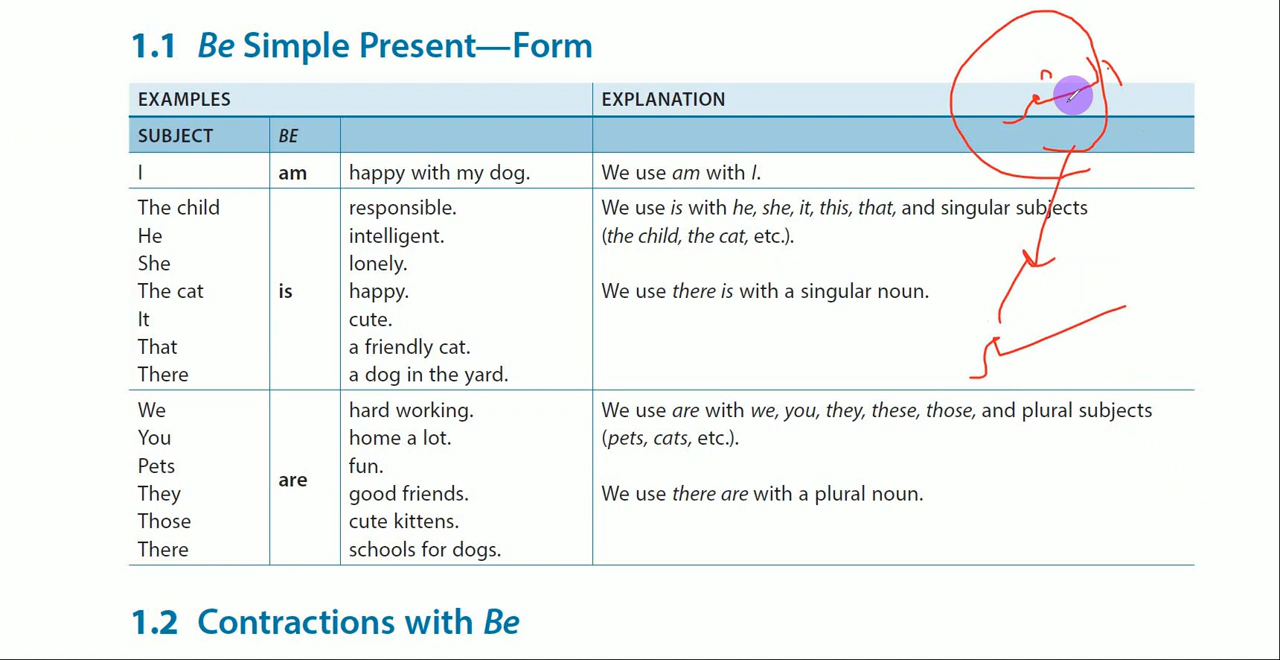 1.1 Be Simple Present—Form
EXAMPLES EXPLANATION
SUBJECT BE
I am happy with my dog. We use am with I.
The child responsible. We use is with he, she, it, this, that, and singular subjects
He intelligent. (the child, the cat, etc.).
She lonely.
The cat is happy. We use there is with a singular noun.
It cute.
That a friendly cat.
There a dog in the yard.
We hard working. We use are with we, you, they, these, those, and plural subjects
You home a lot. (pets, cats, etc.).
Pets fun.
are
They good friends. We use there are with a plural noun.
Those cute kittens.
There schools for dogs.
1.2 Contractions with Be